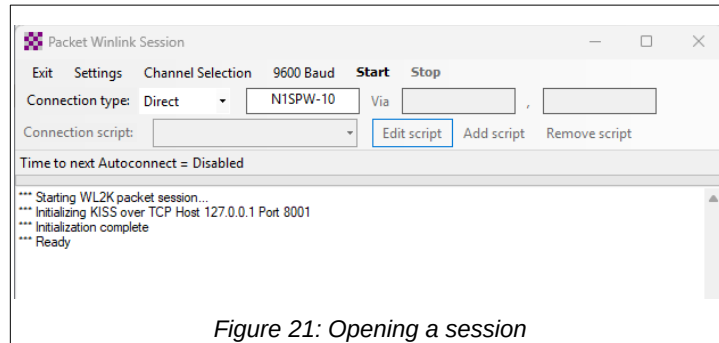 Packet Winlink Session
Exit Settings Channel Selection 9600 Baud Start Stop
Connection type: Direct N1SPW-10 Via ,
Connection script: Edit script Add script Remove script
Time to next Autoconnect = Disabled
*** Starting WL2K packet session...
*** Initializing KISS over TCP Host 127.0.0.1 Port 8001
*** Initialization complete
*** Ready
Figure 21: Opening a session